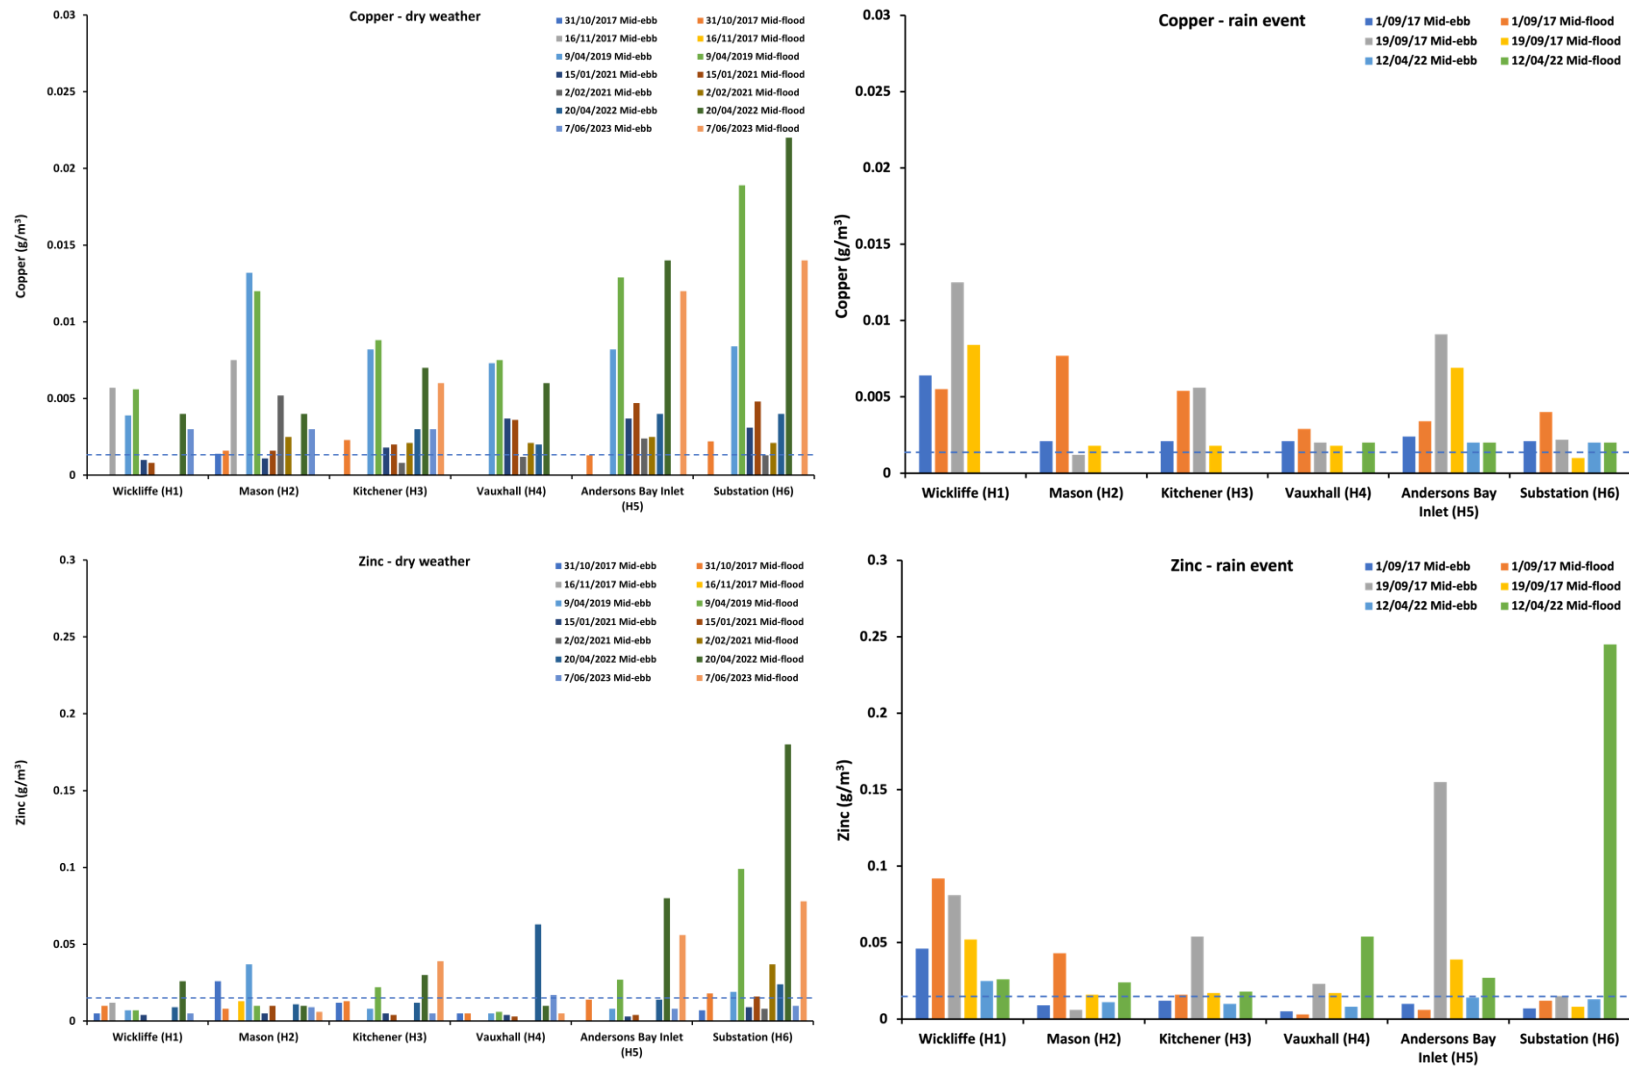 Copper - dry weather
31/10/2017 Mid-ebb 31/10/2017 Mid-flood
16/11/2017 Mid-ebb 16/11/2017 Mid-flood
9/04/2019 Mid-ebb 9/04/2019 Mid-flood
15/01/2021 Mid-ebb 15/01/2021 Mid-flood
2/02/2021 Mid-ebb 2/02/2021 Mid-flood
20/04/2022 Mid-ebb 20/04/2022 Mid-flood
7/06/2023 Mid-ebb 7/06/2023 Mid-flood
Copper (g/m³)
0.03
0.025
0.02
0.015
0.01
0.005
0
Wickliffe (H1) Mason (H2) Kitchener (H3) Vauxhall (H4) Andersons Bay Inlet Substation (H6)
(H5)
Copper - rain event
1/09/17 Mid-ebb 1/09/17 Mid-flood
19/09/17 Mid-ebb 19/09/17 Mid-flood
12/04/22 Mid-ebb 12/04/22 Mid-flood
Copper (g/m³)
0.03
0.025
0.02
0.015
0.01
0.005
0
Wickliffe (H1) Mason (H2) Kitchener (H3) Vauxhall (H4) Andersons Bay Substation (H6)
Inlet (H5)
Zinc - dry weather
31/10/2017 Mid-ebb 31/10/2017 Mid-flood
16/11/2017 Mid-ebb 16/11/2017 Mid-flood
9/04/2019 Mid-ebb 9/04/2019 Mid-flood
15/01/2021 Mid-ebb 15/01/2021 Mid-flood
2/02/2021 Mid-ebb 2/02/2021 Mid-flood
20/04/2022 Mid-ebb 20/04/2022 Mid-flood
7/06/2023 Mid-ebb 7/06/2023 Mid-flood
Zinc (g/m³)
0.3
0.25
0.2
0.15
0.1
0.05
0
Wickliffe (H1) Mason (H2) Kitchener (H3) Vauxhall (H4) Andersons Bay Inlet Substation (H6)
(H5)
Zinc - rain event
1/09/17 Mid-ebb 1/09/17 Mid-flood
19/09/17 Mid-ebb 19/09/17 Mid-flood
12/04/22 Mid-ebb 12/04/22 Mid-flood
Zinc (g/m³)
0.3
0.25
0.2
0.15
0.1
0.05
0
Wickliffe (H1) Mason (H2) Kitchener (H3) Vauxhall (H4) Andersons Bay Substation (H6)
Inlet (H5)